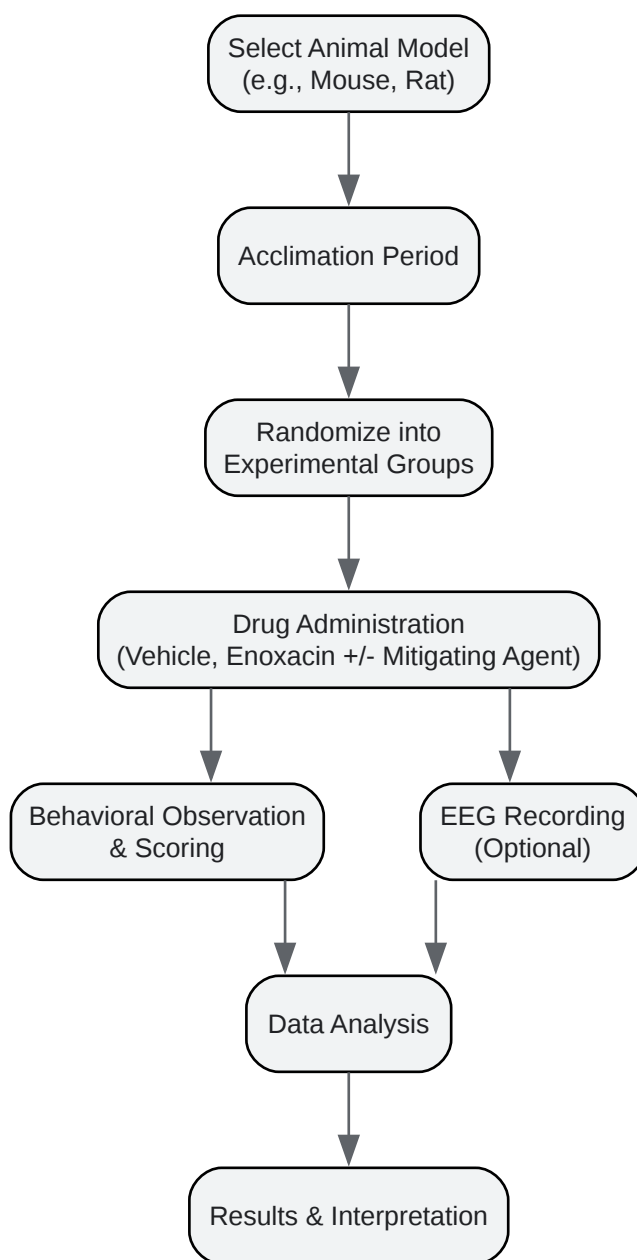 Select Animal Model
(e.g., Mouse, Rat)
Acclimation Period
Randomize into
Experimental Groups
Drug Administration
(Vehicle, Enoxacin +/- Mitigating Agent)
Behavioral Observation
& Scoring
EEG Recording
(Optional)
Data Analysis
Results & Interpretation